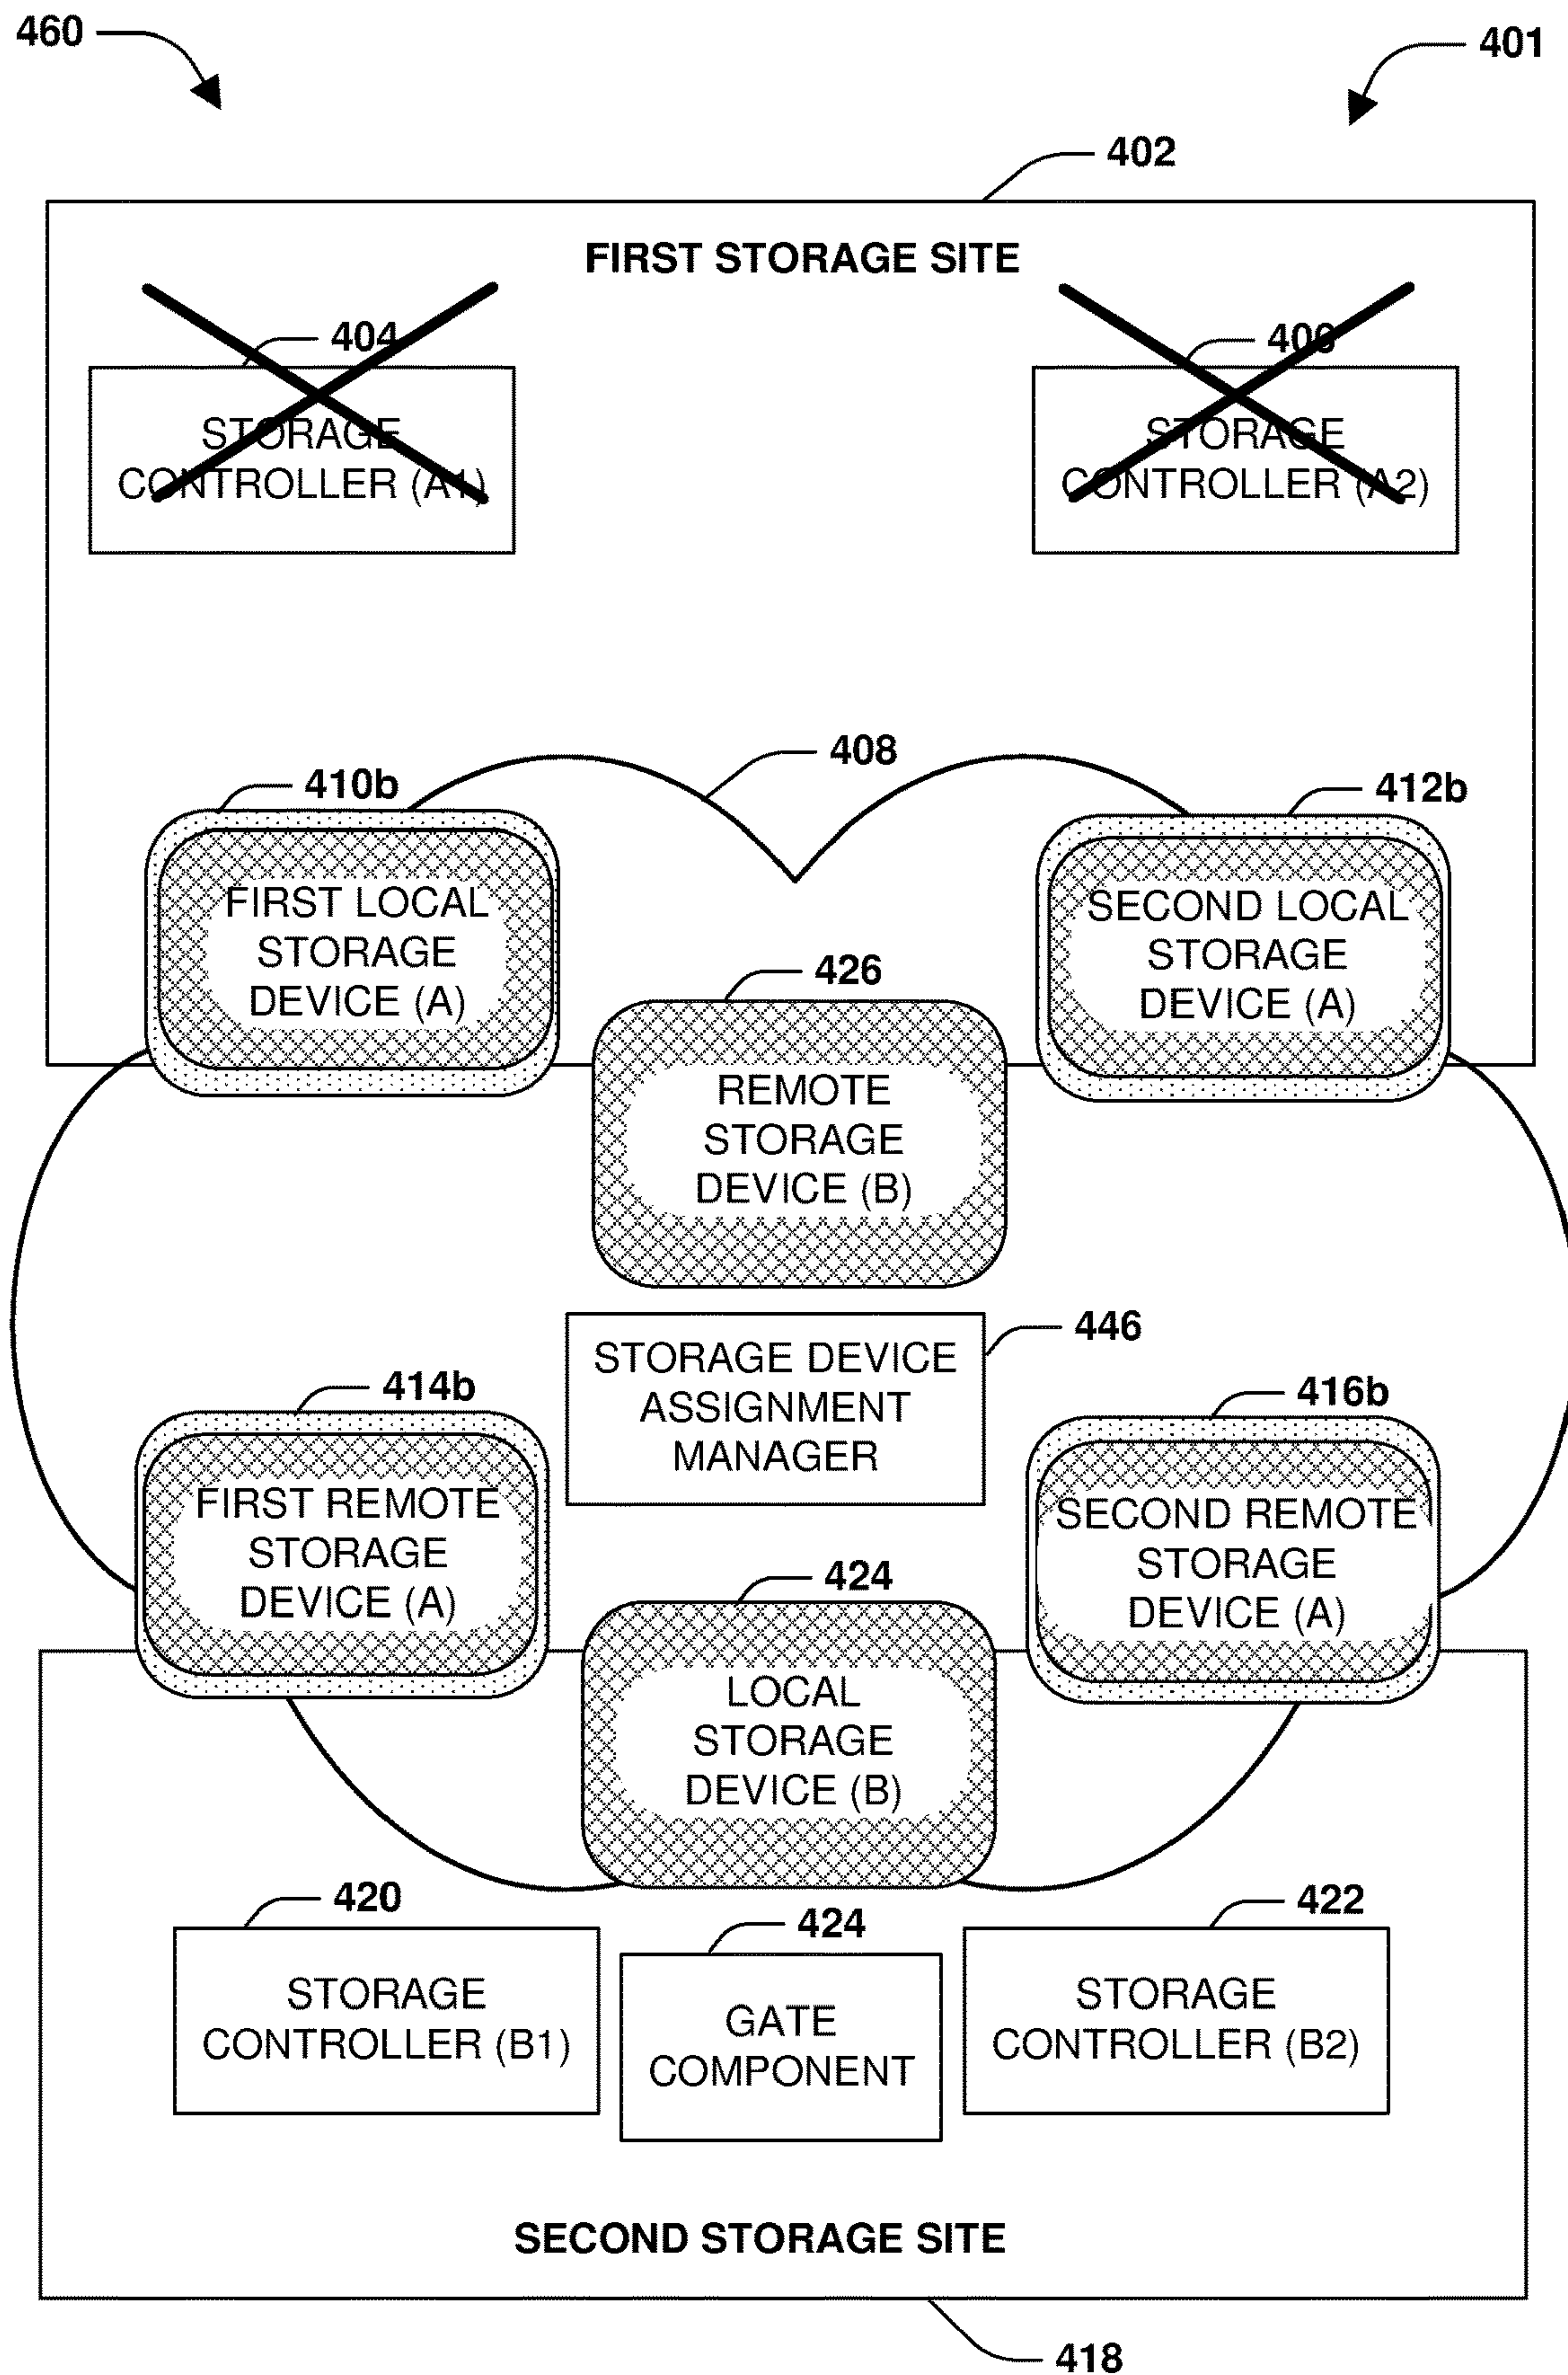 460
401
402
FIRST STORAGE SITE
404
406
STORAGE
CONTROLLER (A1)
STORAGE
CONTROLLER (A2)
408
410b
412b
FIRST LOCAL
STORAGE
DEVICE (A)
SECOND LOCAL
STORAGE
DEVICE (A)
426
REMOTE
STORAGE
DEVICE (B)
446
STORAGE DEVICE
ASSIGNMENT
MANAGER
414b
416b
FIRST REMOTE
STORAGE
DEVICE (A)
SECOND REMOTE
STORAGE
DEVICE (A)
424
LOCAL
STORAGE
DEVICE (B)
420
424
422
STORAGE
CONTROLLER (B1)
GATE
COMPONENT
STORAGE
CONTROLLER (B2)
SECOND STORAGE SITE
418